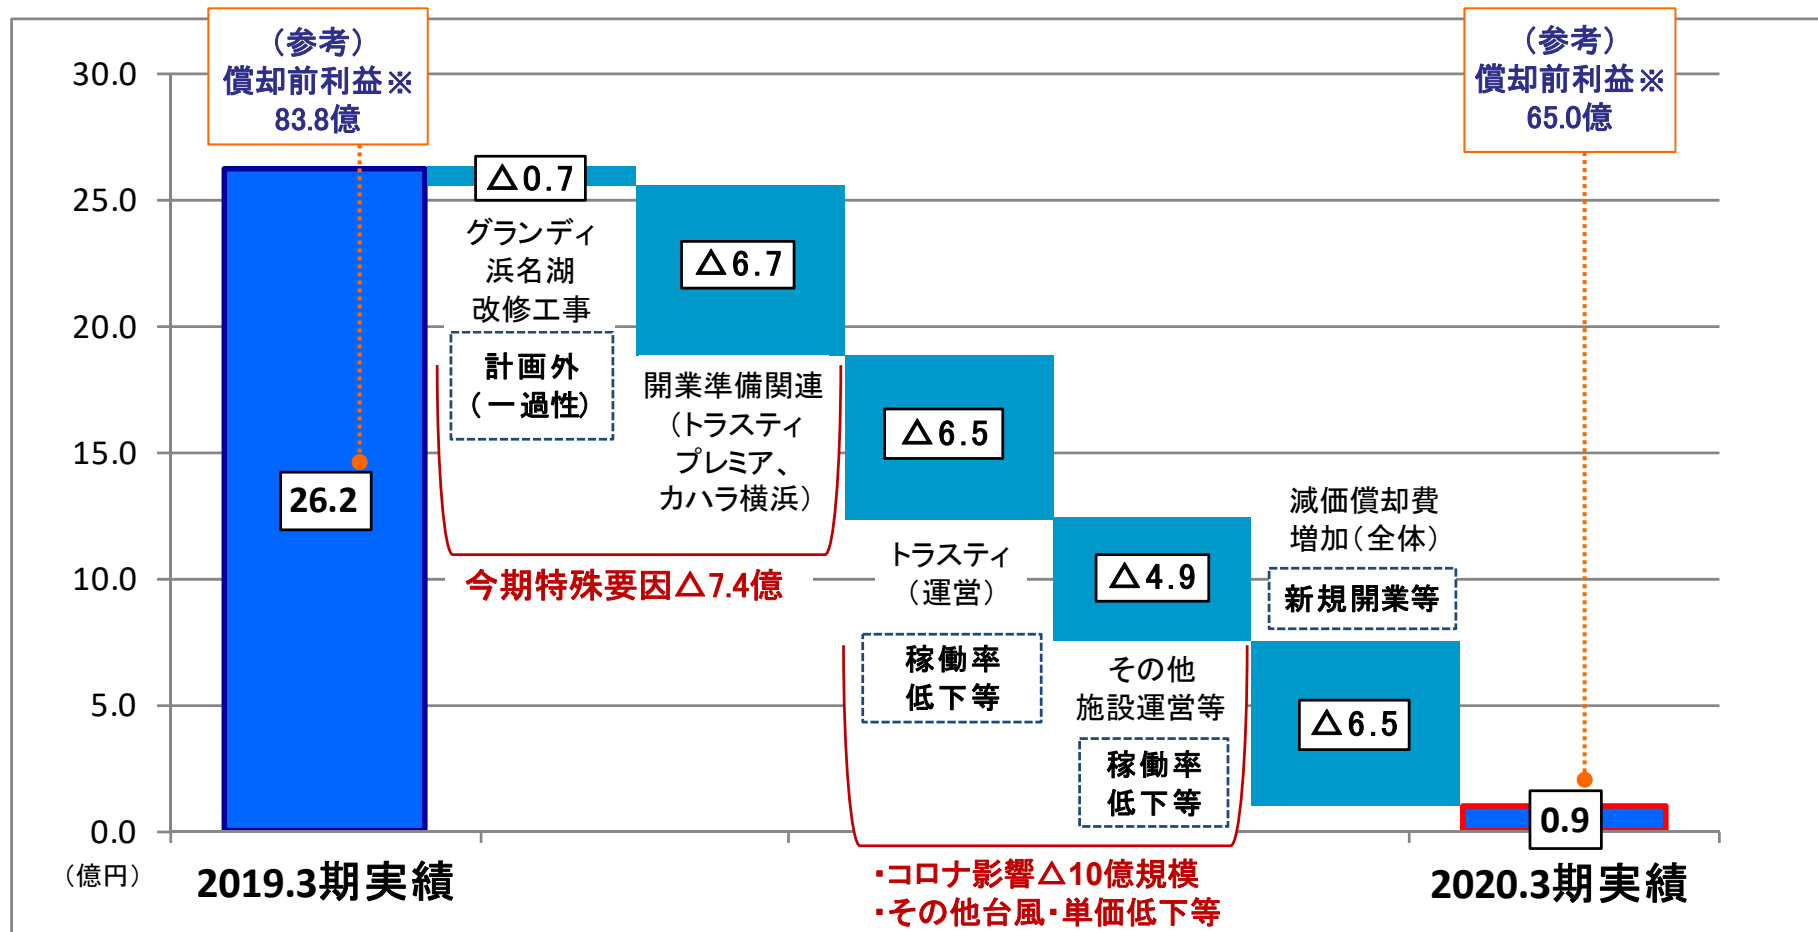 （参考）
償却前利益※
83.8億
（参考）
償却前利益※
65.0億
30.0
25.0
20.0
15.0
10.0
5.0
0.0
（億円）
26.2
△0.7
グランディ
浜名湖
改修工事
計画外
（一過性）
△6.7
開業準備関連
（トラスティ
プレミア、
カハラ横浜）
今期特殊要因△7.4億
△6.5
トラスティ
（運営）
稼働率
低下等
△4.9
その他
施設運営等
稼働率
低下等
減価償却費
増加（全体）
新規開業等
△6.5
0.9
2019.3期実績
・コロナ影響△10億規模
・その他台風・単価低下等
2020.3期実績